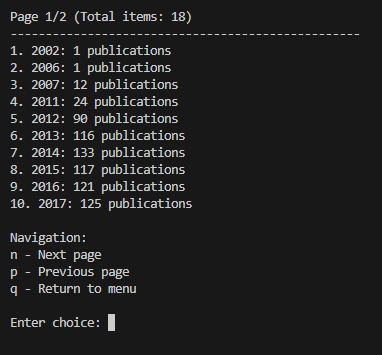 Page 1/2 (Total items: 18)
--------------------------------------------------
1. 2002: 1 publications
2. 2006: 1 publications
3. 2007: 12 publications
4. 2011: 24 publications
5. 2012: 90 publications
6. 2013: 116 publications
7. 2014: 133 publications
8. 2015: 117 publications
9. 2016: 121 publications
10. 2017: 125 publications
Navigation:
n - Next page
p - Previous page
q - Return to menu
Enter choice: